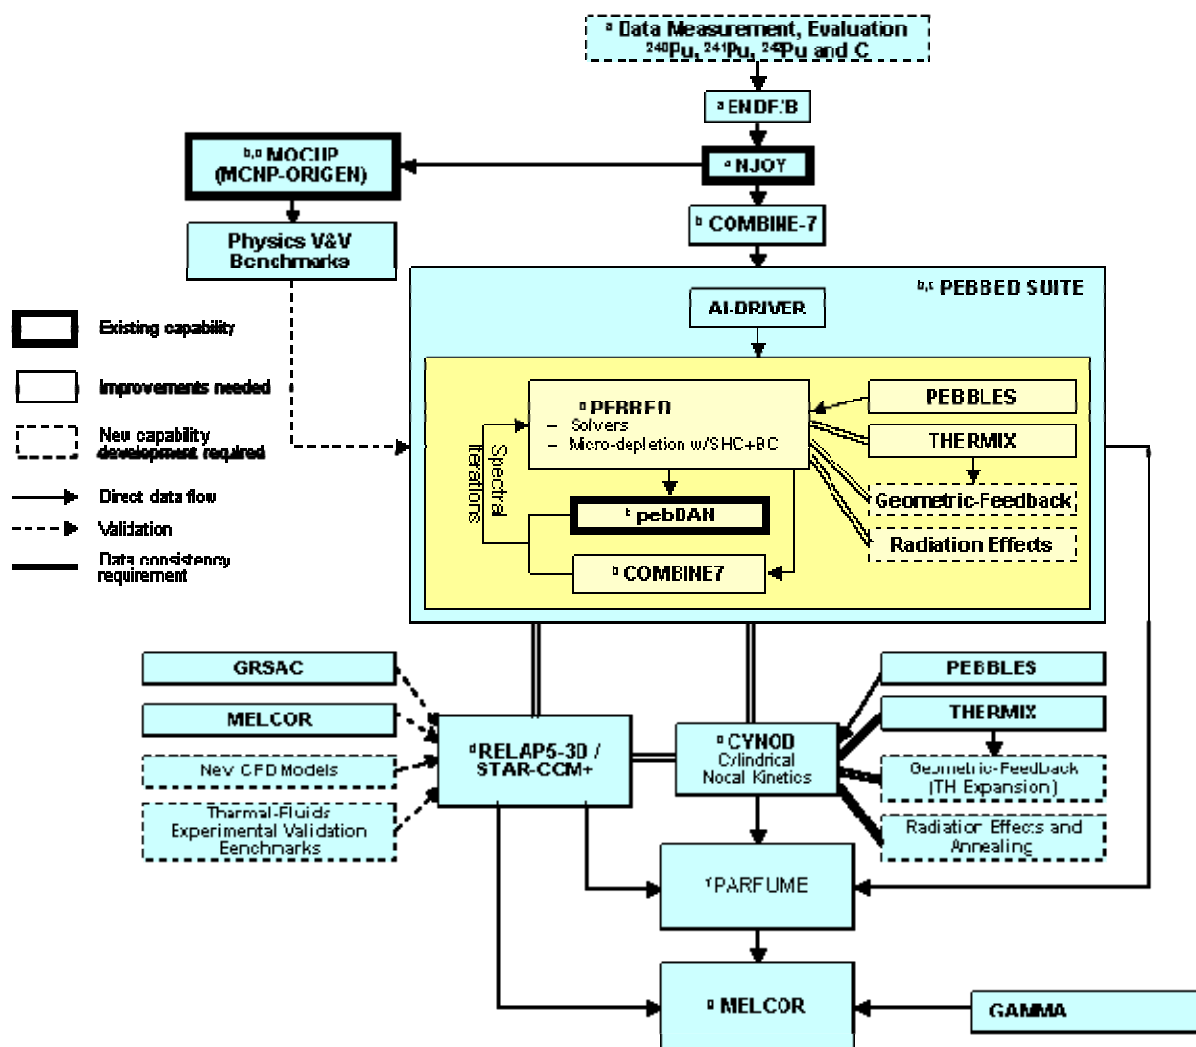 a Data Measurement, Evaluation
240Pu, 241Pu, 242Pu and C
a ENDF/B
a NJOY
b,c MOCUP
(MCNP-ORIGEN)
b COMBINE-7
Physics V&V
Benchmarks
b,c PEBBED SUITE
AI-DRIVER
Existing capability
Improvements needed
New capability
development required
Direct data flow
Validation
Data consistency
requirement
PEBBED
– Solvers
– Micro-depletion w/SHC+BC
PEBBLES
THERMIX
Geometric-Feedback
Radiation Effects
Spectral
Iterations
pebDAN
b COMBINE7
GRSAC
MELCOR
New CFD Models
Thermal-Fluids
Experimental Validation
Benchmarks
d RELAP5-3D /
STAR-CCM+
CYNOD
Cylindrical
Nodal Kinetics
PEBBLES
THERMIX
Geometric-Feedback
(TH Expansion)
Radiation Effects and
Annealing
f PARFUME
g MELCOR
GAMMA